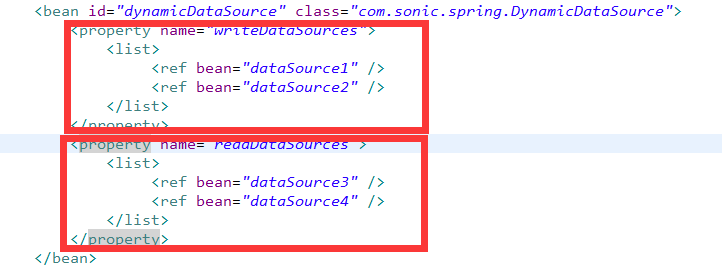 <bean id="dynamicDataSource" class="com.sonic.spring.DynamicDataSource">
<property name="writeDataSources">
<list>
<ref bean="dataSource1" />
<ref bean="dataSource2" />
</list>
</property>
<property name="readDataSources">
<list>
<ref bean="dataSource3" />
<ref bean="dataSource4" />
</list>
</property>
</bean>